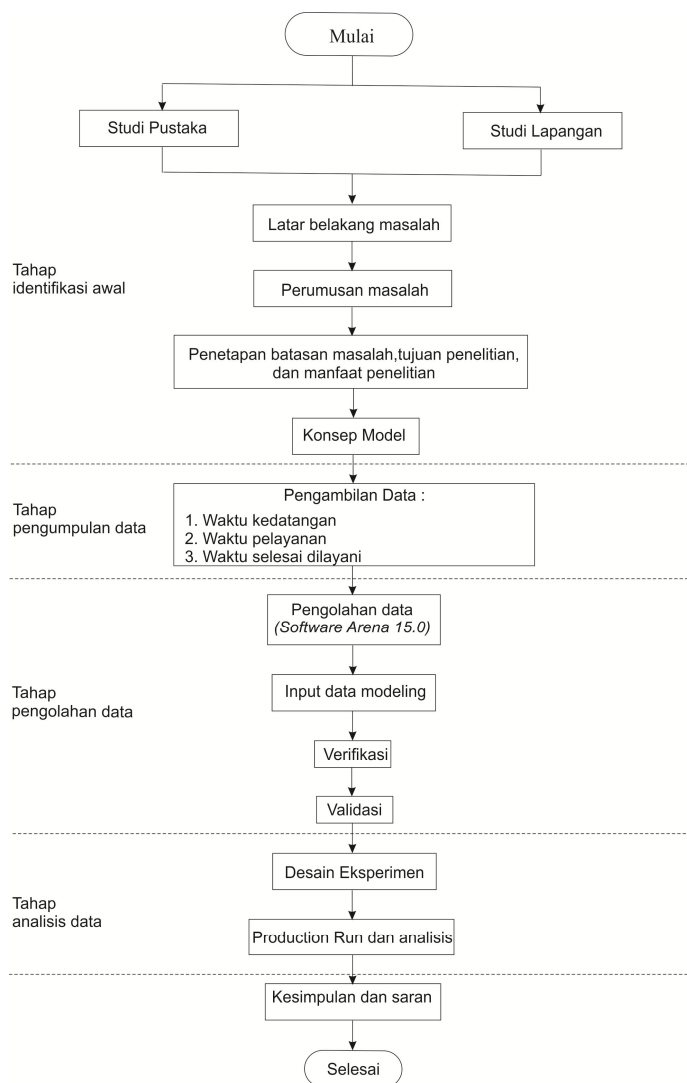 Mulai
Studi Pustaka
Studi Lapangan
Latar belakang masalah
Tahap
identifikasi awal
Perumusan masalah
Penetapan batasan masalah,tujuan penelitian,
dan manfaat penelitian
Konsep Model
Tahap
pengumpulan data
Pengambilan Data :
1. Waktu kedatangan
2. Waktu pelayanan
3. Waktu selesai dilayani
Pengolahan data
(Software Arena 15.0)
Tahap
pengolahan data
Input data modeling
Verifikasi
Validasi
Desain Eksperimen
Tahap
analisis data
Production Run dan analisis
Kesimpulan dan saran
Selesai